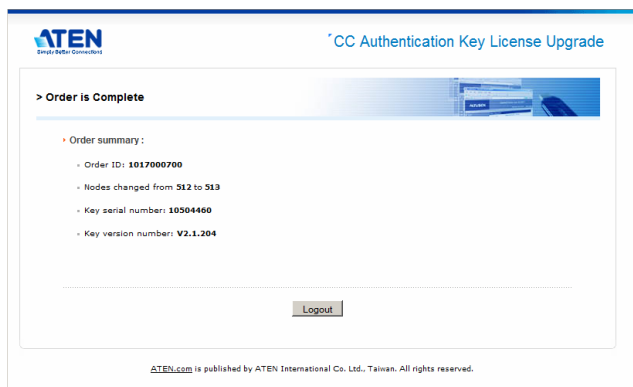 ATEN
Simply Better Connections
CC Authentication Key License Upgrade
> Order is Complete
Order summary :
Order ID: 1017000700
Nodes changed from 512 to 513
Key serial number: 10504460
Key version number: V2.1.204
Logout
ATEN.com is published by ATEN International Co. Ltd., Taiwan. All rights reserved.